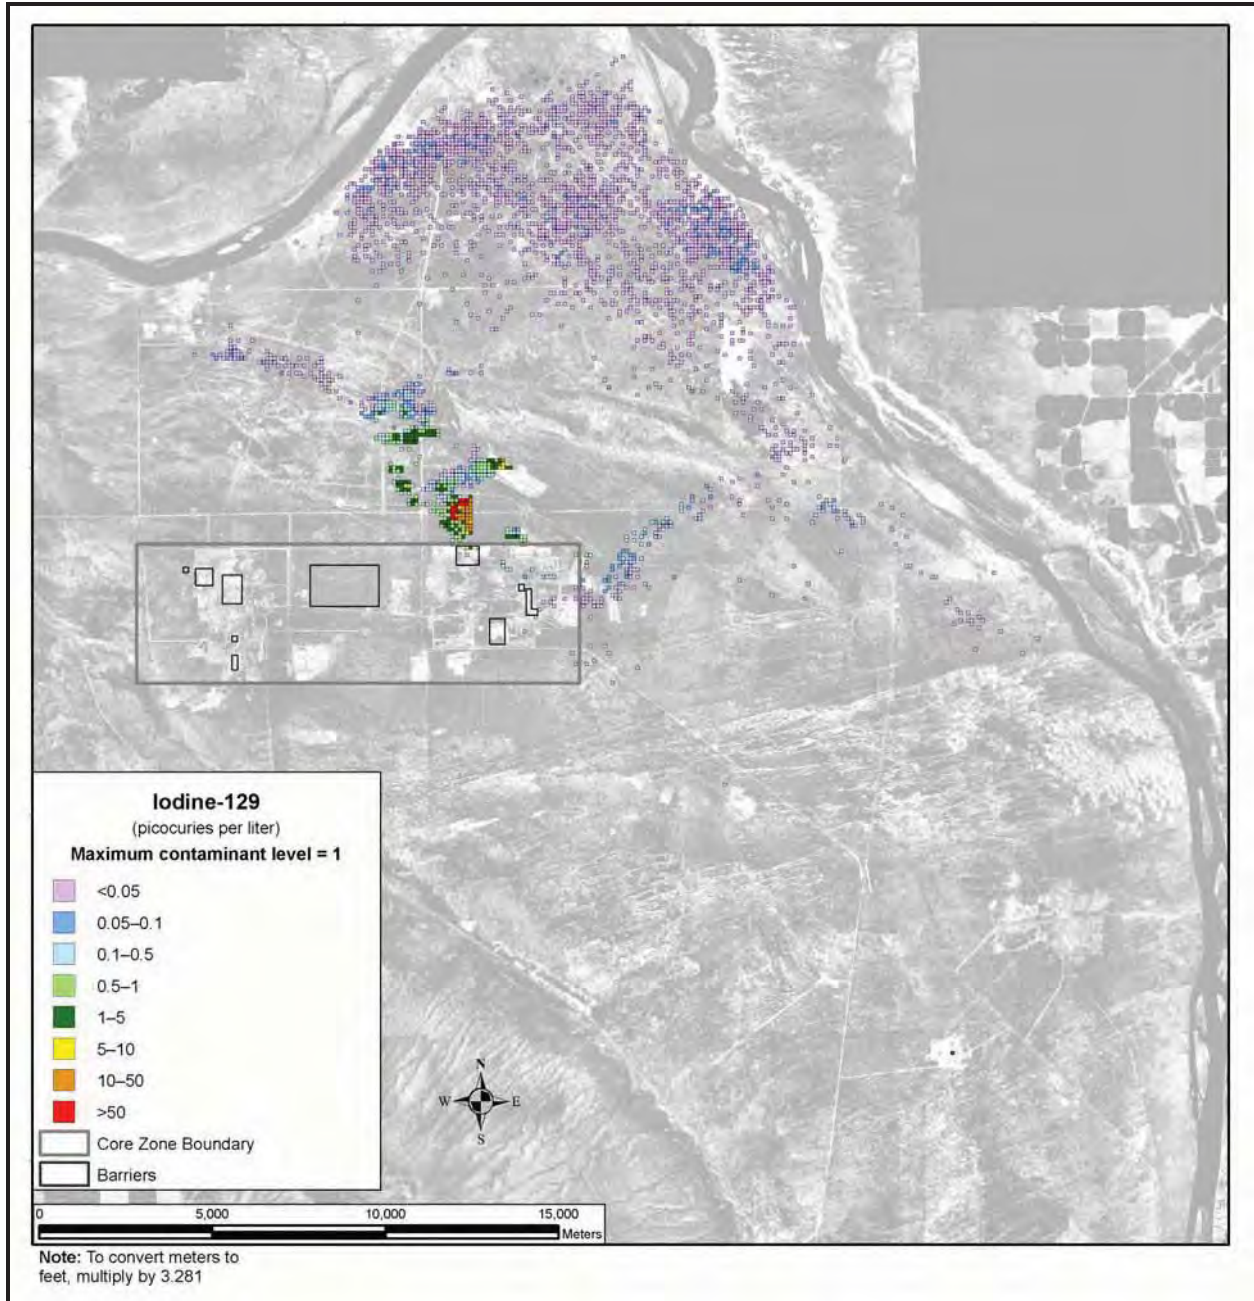 Iodine-129
(picocuries per liter)
Maximum contaminant level = 1
<0.05
0.05–0.1
0.1–0.5
0.5–1
1–5
5–10
10–50
>50
Core Zone Boundary
Barriers
N
W E
S
0 5,000 10,000 15,000
Meters
Note: To convert meters to
feet, multiply by 3.281